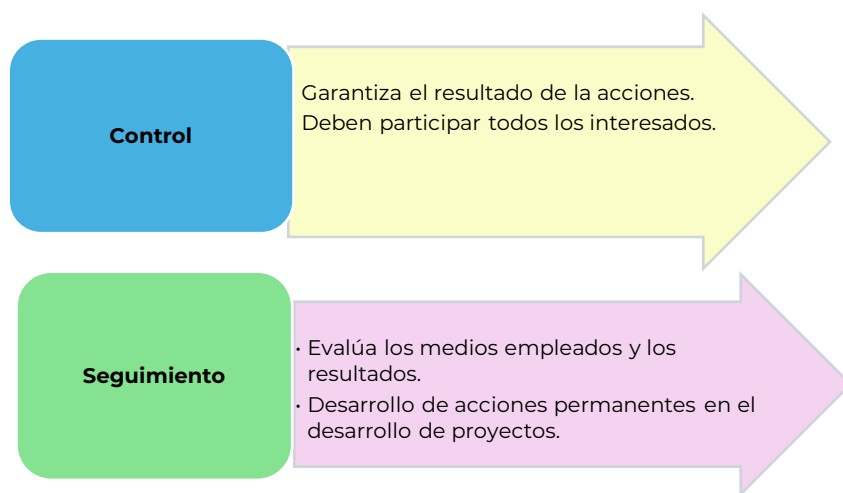 Control
Garantiza el resultado de la acciones.
Deben participar todos los interesados.
Seguimiento
· Evalúa los medios empleados y los
resultados.
· Desarrollo de acciones permanentes en el
desarrollo de proyectos.